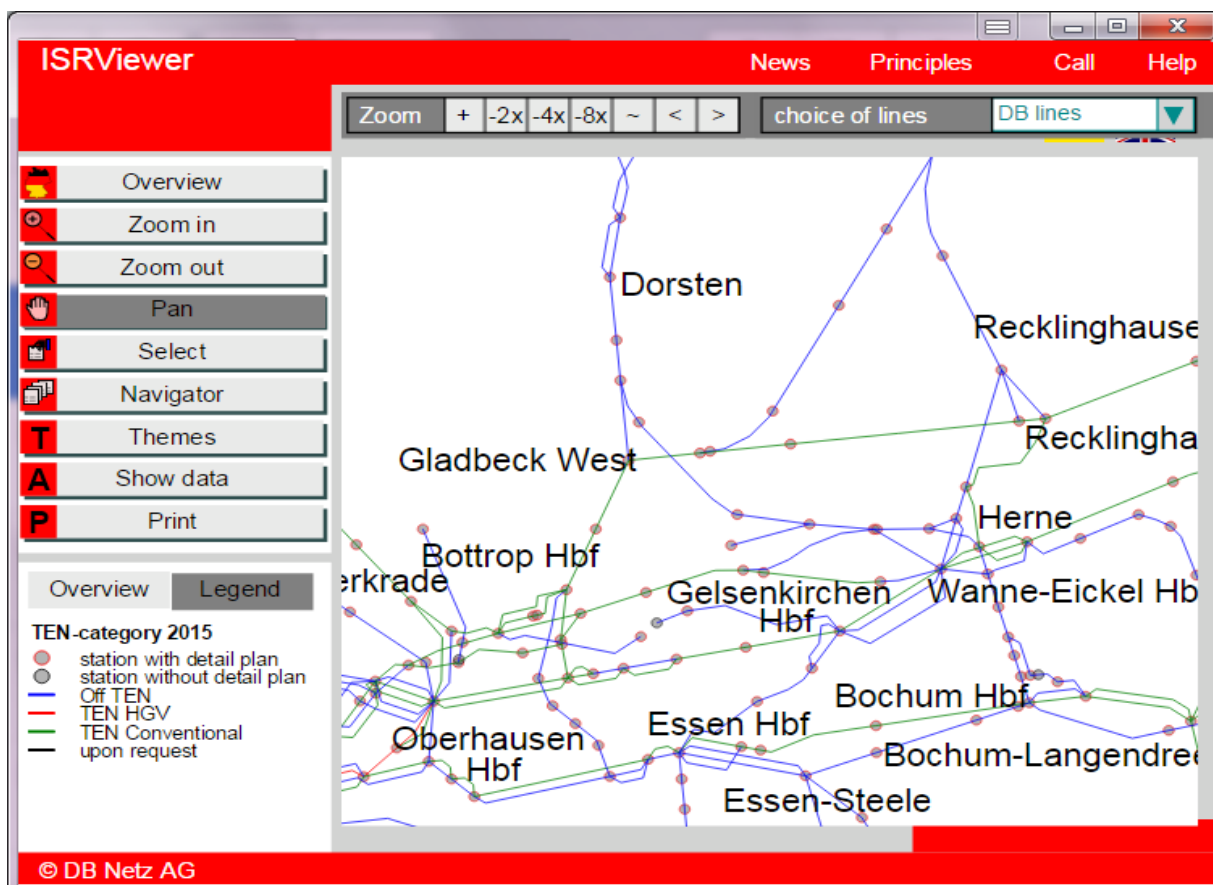 ISRViewer
News Principles Call Help
Zoom + -2x -4x -8x ~ < > choice of lines DB lines
Overview
Zoom in
Zoom out
Pan
Select
Navigator
T Themes
A Show data
P Print
Overview Legend
TEN-category 2015
station with detail plan
station without detail plan
Off TEN
TEN HGV
TEN Conventional
upon request
Dorsten
Recklinghause
Recklingha
Gladbeck West
Herne
Bottrop Hbf
erkrade
Gelsenkirchen
Hbf
Wanne-Eickel Hb
Bochum Hbf
Essen Hbf
Oberhausen
Hbf
Bochum-Langendree
Essen-Steele
© DB Netz AG